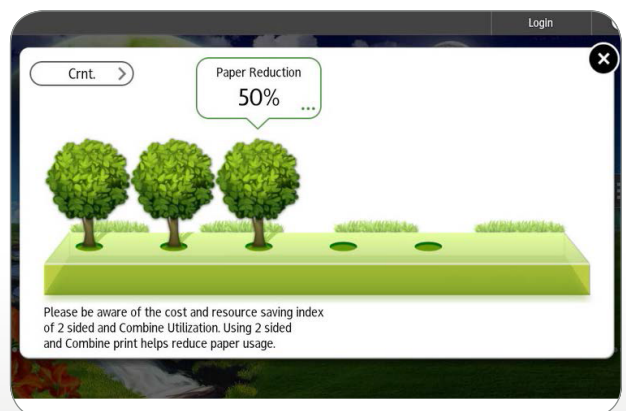 Login
Crnt.
Paper Reduction
50%
...
Please be aware of the cost and resource saving index
of 2 sided and Combine Utilization. Using 2 sided
and Combine print helps reduce paper usage.